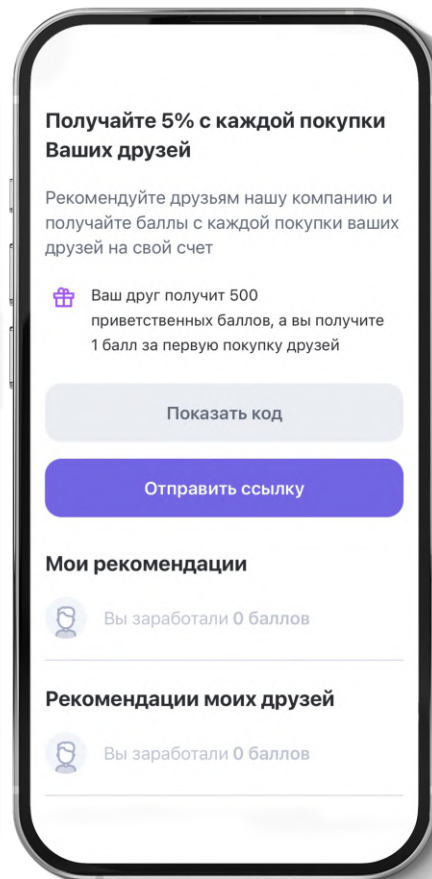 Получайте 5% с каждой покупки
Ваших друзей
Рекомендуйте друзьям нашу компанию и
получайте баллы с каждой покупки ваших
друзей на свой счет
Ваш друг получит 500
приветственных баллов, а вы получите
1 балл за первую покупку друзей
Показать код
Отправить ссылку
Мои рекомендации
Вы заработали 0 баллов
Рекомендации моих друзей
Вы заработали 0 баллов